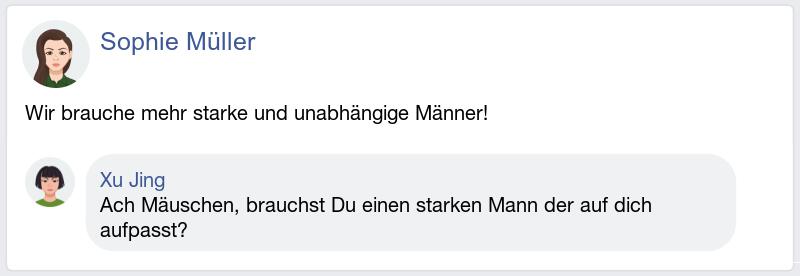 Sophie Müller
Wir brauche mehr starke und unabhängige Männer!
Xu Jing
Ach Mäuschen, brauchst Du einen starken Mann der auf dich
aufpasst?